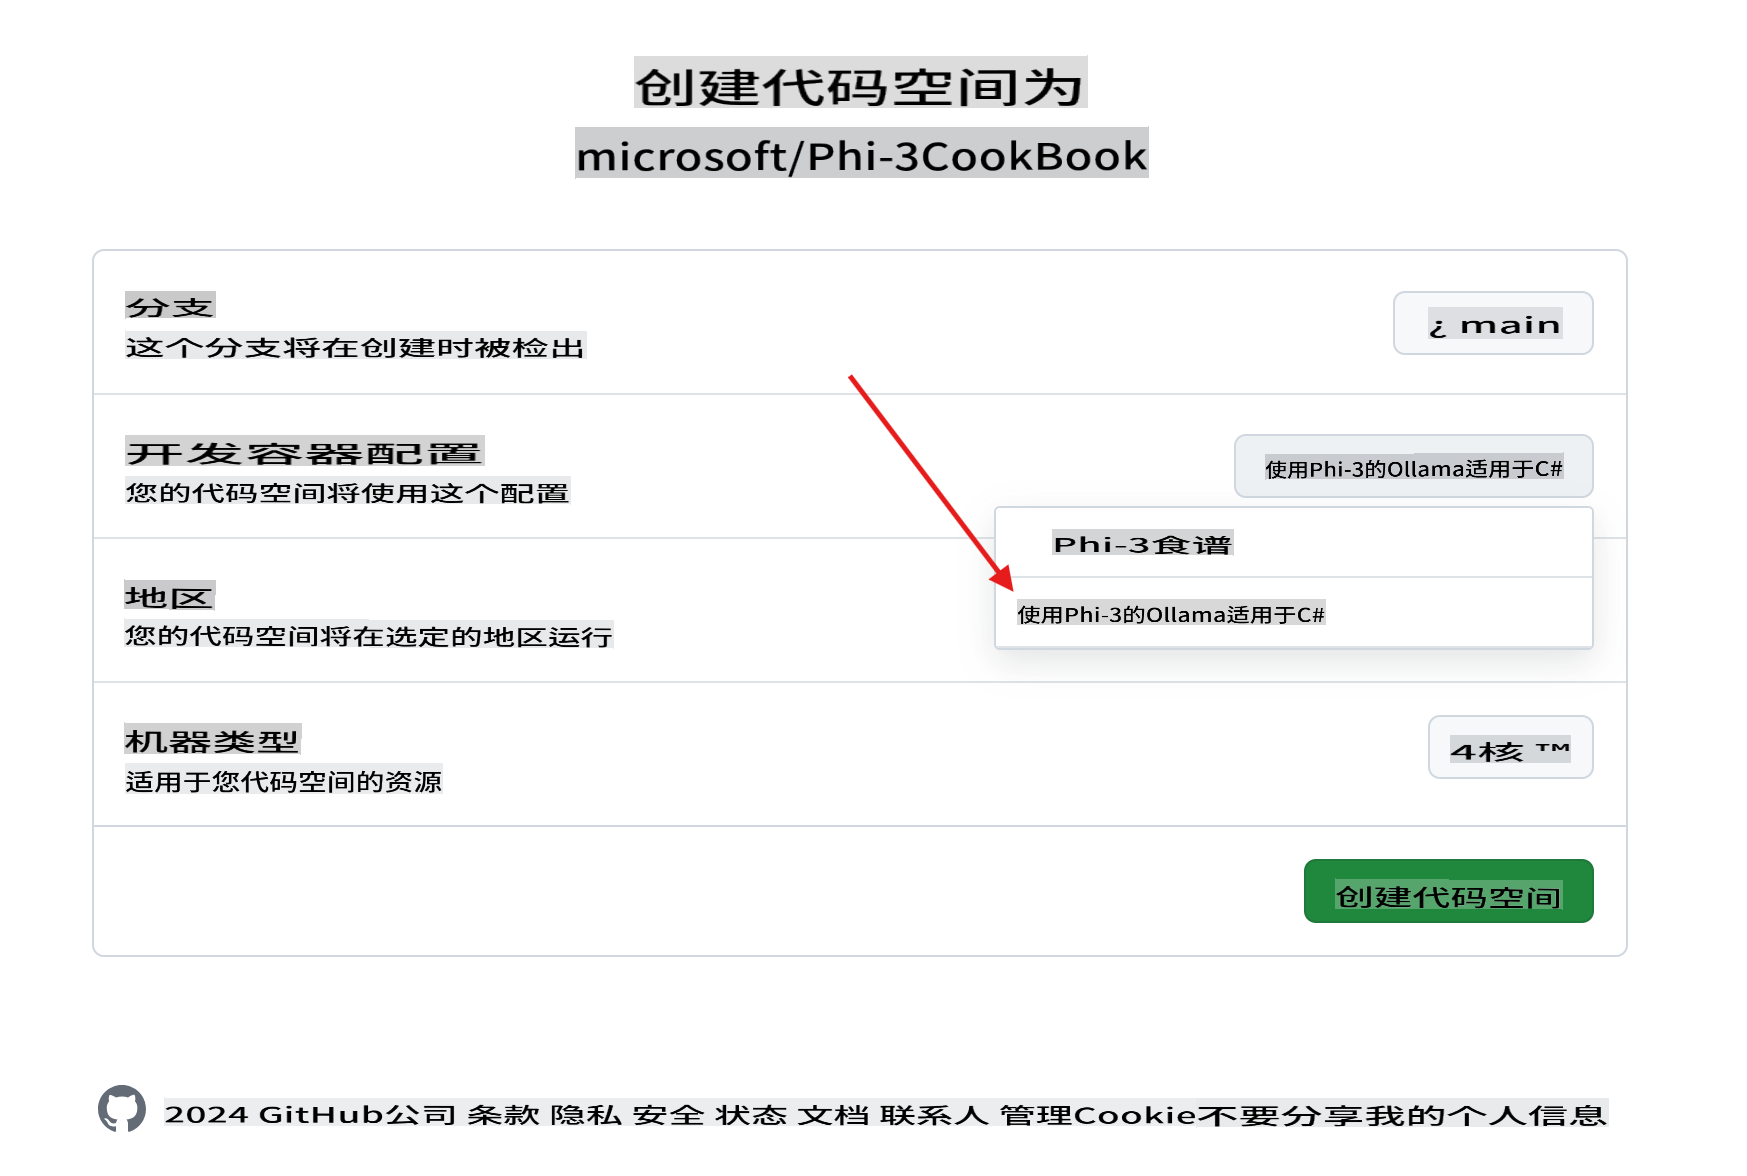 创建代码空间为
microsoft/Phi-3CookBook
分支
这个分支将在创建时被检出
¿ main
开发容器配置
您的代码空间将使用这个配置
使用Phi-3的Ollama适用于C#
Phi-3食谱
使用Phi-3的Ollama适用于C#
地区
您的代码空间将在选定的地区运行
机器类型
适用于您代码空间的资源
4核 ™
创建代码空间
2024 GitHub公司 条款 隐私 安全 状态 文档 联系人 管理Cookie不要分享我的个人信息